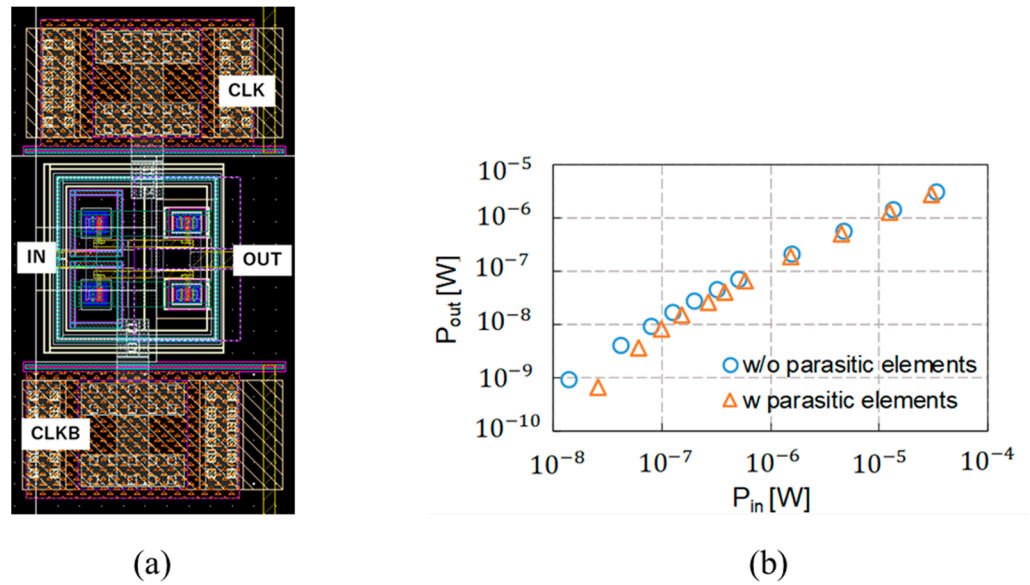 CLK
IN
OUT
CLKB
(a)
10⁻⁵
10⁻⁶
10⁻⁷
10⁻⁸
10⁻⁹
10⁻¹⁰
P_out [W]
w/o parasitic elements
w parasitic elements
10⁻⁸ 10⁻⁷ 10⁻⁶ 10⁻⁵ 10⁻⁴
P_in [W]
(b)